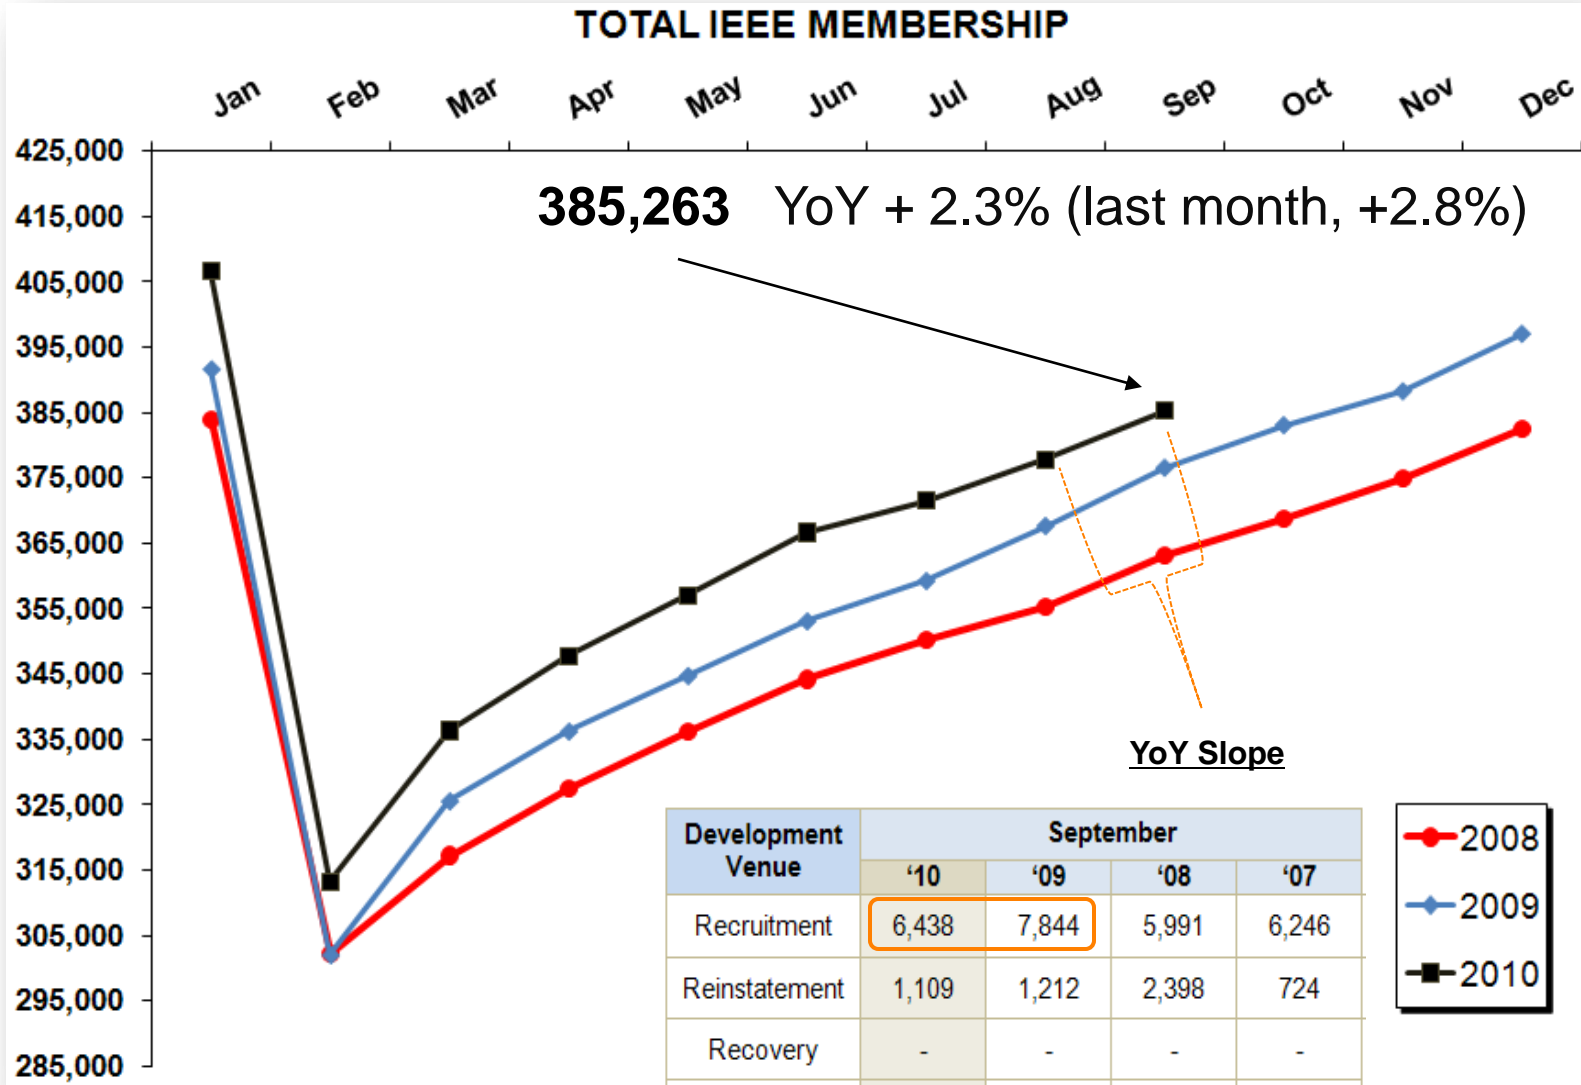 TOTAL IEEE MEMBERSHIP
Jan Feb Mar Apr May Jun Jul Aug Sep Oct Nov Dec
425,000
415,000
405,000
395,000
385,000
375,000
365,000
355,000
345,000
335,000
325,000
315,000
305,000
295,000
285,000
385,263 YoY + 2.3% (last month, +2.8%)
YoY Slope
Development Venue September
‘10 ‘09 ‘08 ‘07
Recruitment 6,438 7,844 5,991 6,246
Reinstatement 1,109 1,212 2,398 724
Recovery - - - -
2008
2009
2010